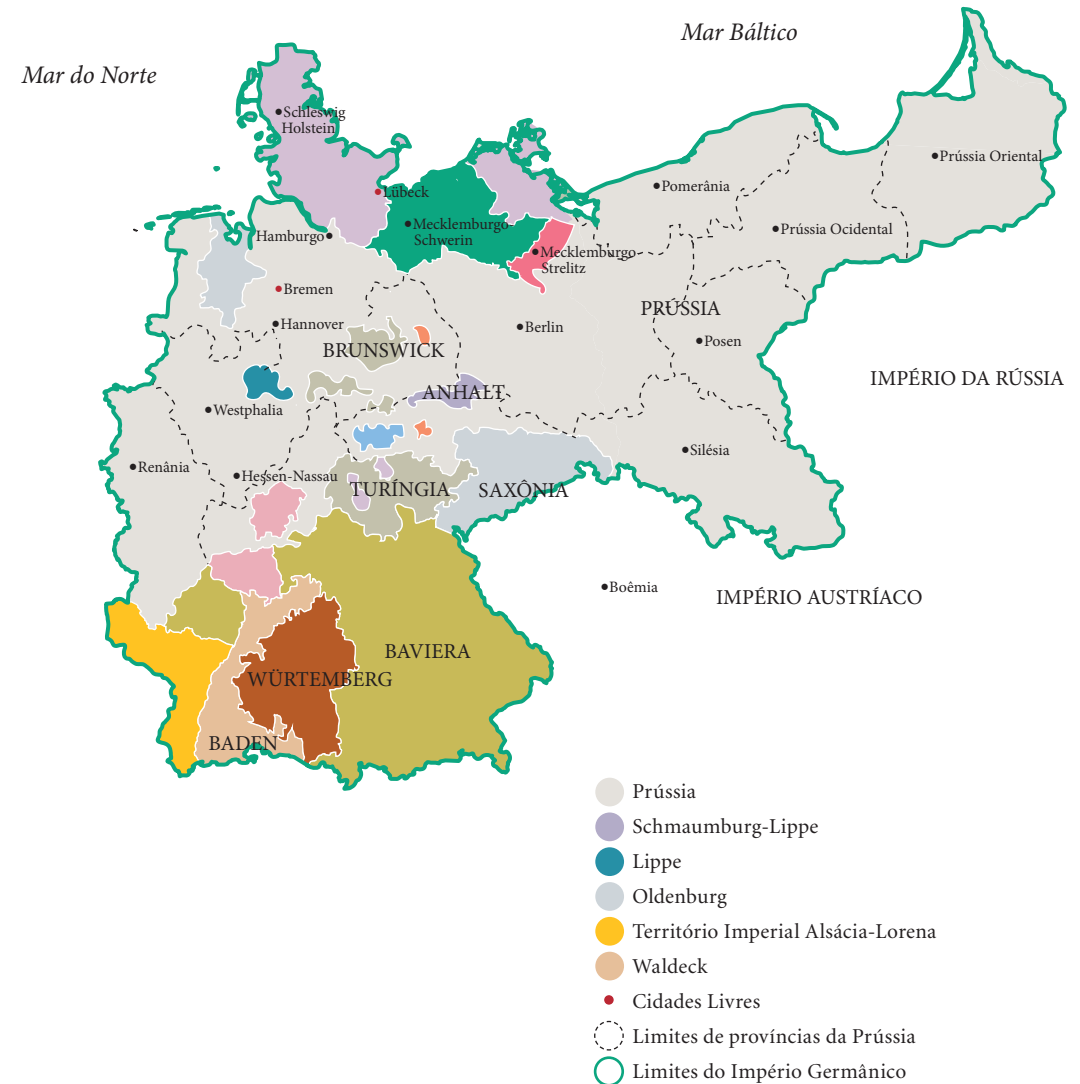 Mar Báltico
Mar do Norte
Schleswig
Holstein
Prússia Oriental
Pomerânia
Lübeck
Mecklemburgo-
Schwerin
Prússia Ocidental
Hamburgo
Mecklemburgo
Strelitz
Bremen
PRÚSSIA
Hannover
Berlin
Posen
BRUNSWICK
IMPÉRIO DA RÚSSIA
ANHALT
Westphalia
Silésia
Renânia
Hessen-Nassau
TURÍNGIA
SAXÔNIA
Boêmia
IMPÉRIO AUSTRÍACO
BAVIERA
WÜRTEMBERG
BADEN
Prússia
Schmaumburg-Lippe
Lippe
Oldenburg
Território Imperial Alsácia-Lorena
Waldeck
Cidades Livres
Limites de províncias da Prússia
Limites do Império Germânico